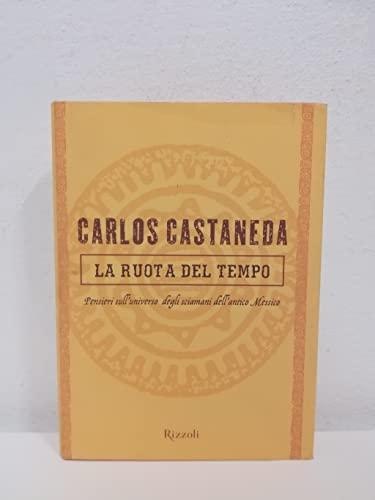 CARLOS CASTANEDA
LA RUOTA DEL TEMPO
Pensieri sull'universo degli sciamani dell'antico Messico
Rizzoli